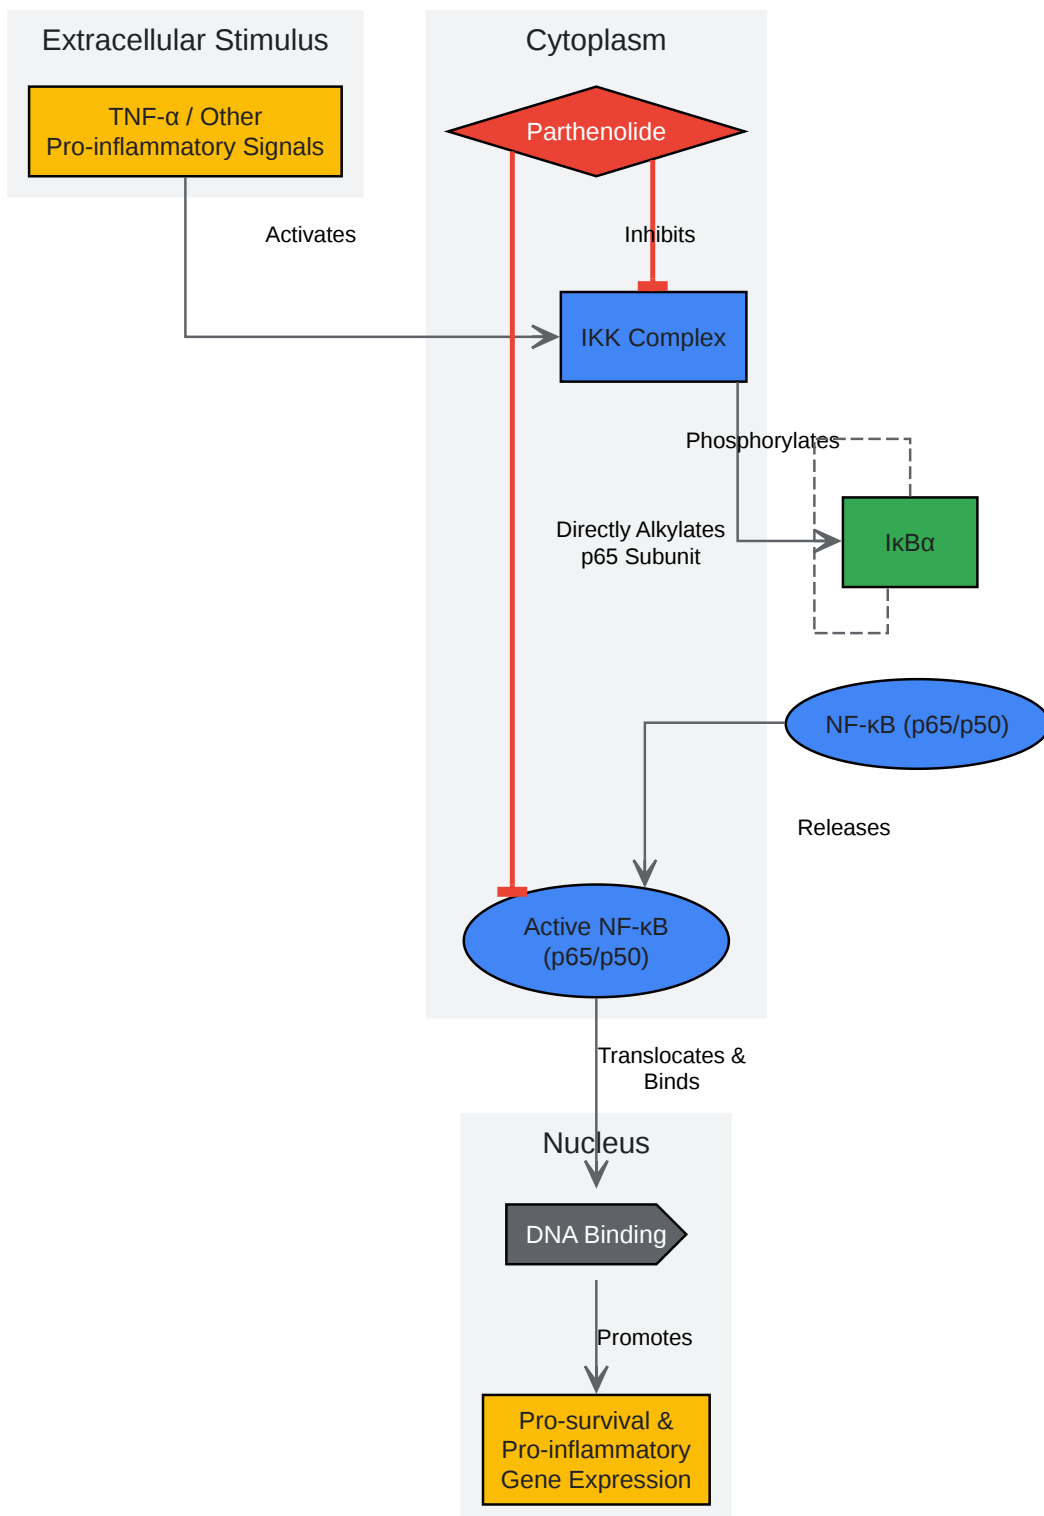 Extracellular Stimulus
Cytoplasm
TNF-α / Other
Pro-inflammatory Signals
Parthenolide
Activates
Inhibits
IKK Complex
Phosphorylates
Directly Alkylates
p65 Subunit
IκBα
NF-κB (p65/p50)
Releases
Active NF-κB
(p65/p50)
Translocates &
Binds
Nucleus
DNA Binding
Promotes
Pro-survival &
Pro-inflammatory
Gene Expression